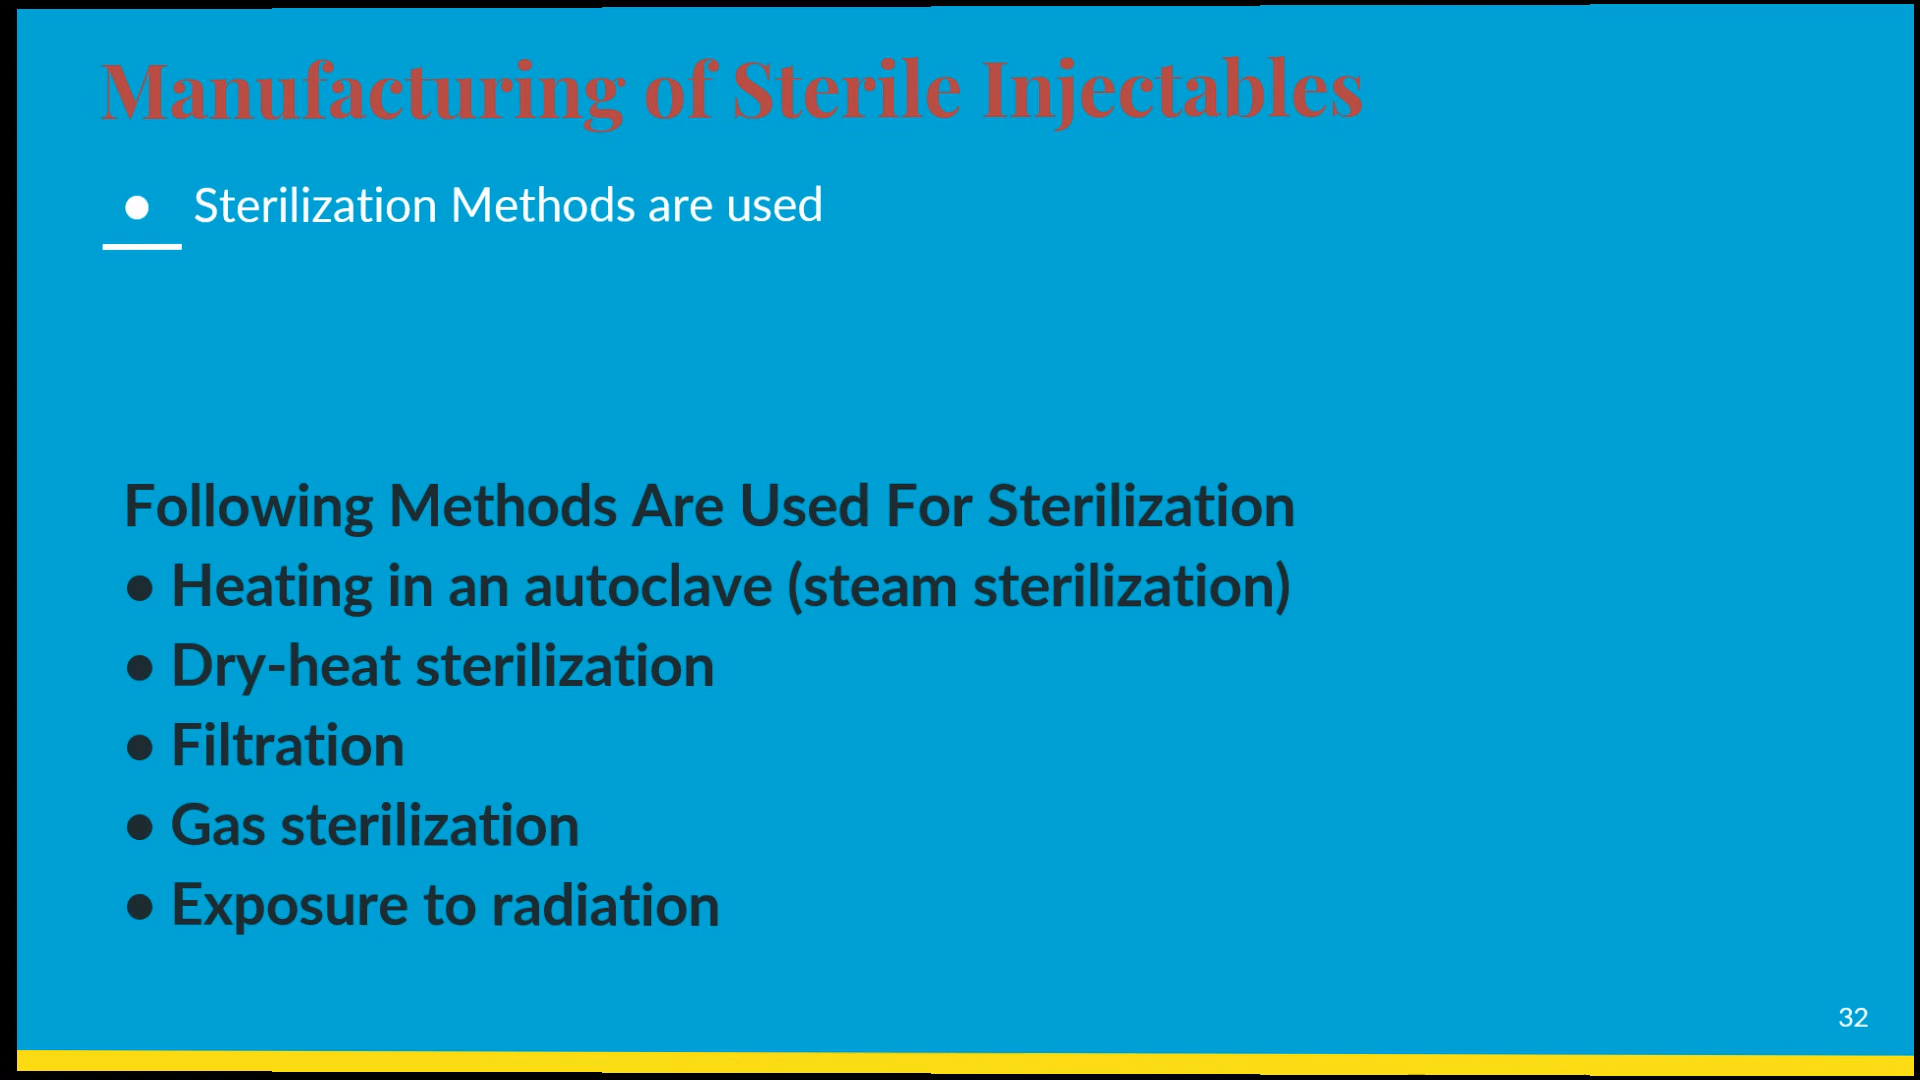 Manufacturing of Sterile Injectables
● Sterilization Methods are used
Following Methods Are Used For Sterilization
● Heating in an autoclave (steam sterilization)
● Dry-heat sterilization
● Filtration
● Gas sterilization
● Exposure to radiation
32